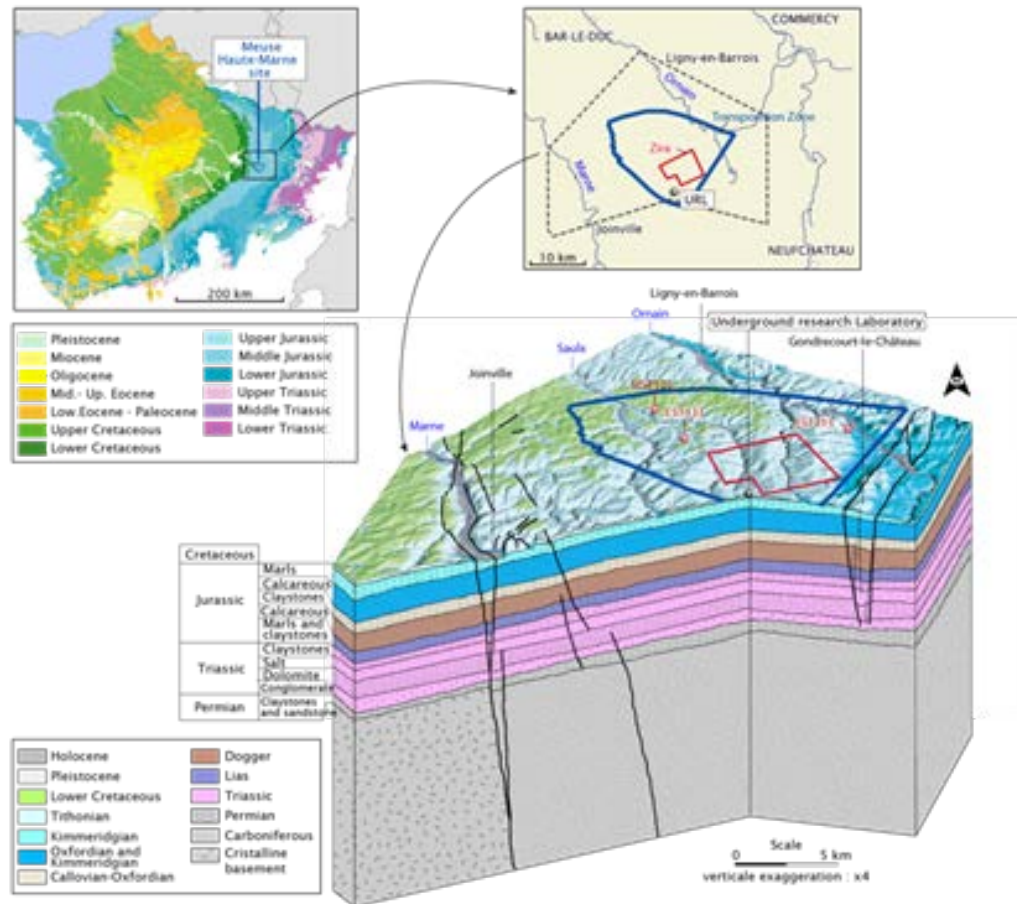 Meuse
Haute-Marne
site
200 km
COMMERCY
BAR-LE-DUC
Ligny-en-Barrois
Ornain
Transposition Zone
Zira
Marne
URL
Joinville
NEUFCHATEAU
10 km
Pleistocene
Miocene
Oligocene
Mid.- Up. Eocene
Low.Eocene - Paleocene
Upper Cretaceous
Lower Cretaceous
Upper Jurassic
Middle Jurassic
Lower Jurassic
Upper Triassic
Middle Triassic
Lower Triassic
Ligny-en-Barrois
Ornain
Underground research Laboratory
Gondrecourt-le-Château
Saulx
Joinville
Marne
Cretaceous
Jurassic
Marls
Calcareous
Claystones
Calcareous
Marls and
claystones
Triassic
Claystones
Salt
Dolomite
Conglomerate
Permian
Claystones
and sandstone
Holocene
Pleistocene
Lower Cretaceous
Tithonian
Kimmeridgian
Oxfordian and
Kimmeridgian
Callovian-Oxfordian
Dogger
Lias
Triassic
Permian
Carboniferous
Cristalline
basement
Scale
0 5 km
verticale exaggeration : x4